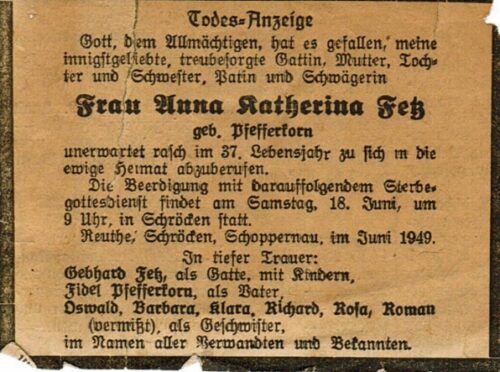 Todes-Anzeige
Gott, dem Allmächtigen, hat es gefallen, meine
innigstgeliebte, treubesorgte Gattin, Mutter, Toch-
ter und Schwester, Patin und Schwägerin
Frau Anna Katherina Fetz
geb. Pfefferkorn
unerwartet rasch im 37. Lebensjahr zu sich in die
ewige Heimat abzuberufen.
Die Beerdigung mit darauffolgendem Sterbe-
gottesdienst findet am Samstag, 18. Juni, um
9 Uhr, in Schröcken statt.
Reuthe, Schröcken, Schoppernau, im Juni 1949.
In tiefer Trauer:
Gebhard Fetz, als Gatte, mit Kindern,
Fidel Pfefferkorn, als Vater,
Oswald, Barbara, Klara, Richard, Rosa, Roman
(vermißt), als Geschwister,
im Namen aller Verwandten und Bekannten.